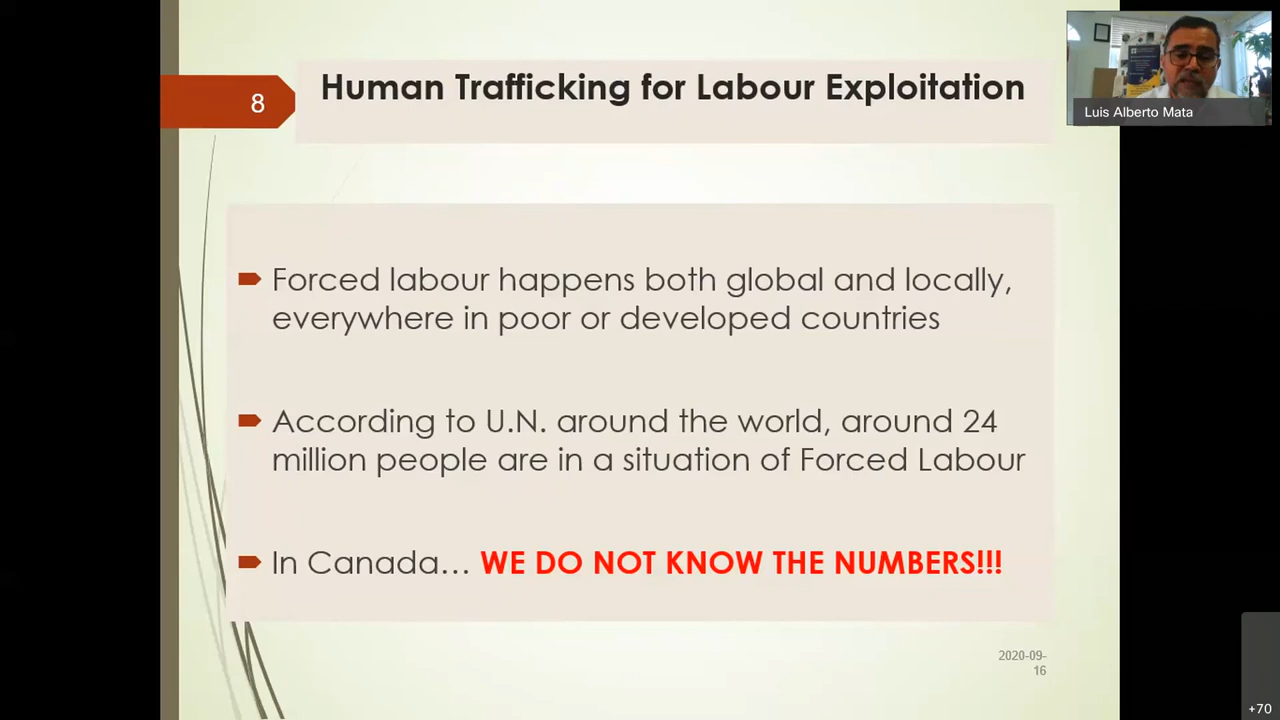 8
Human Trafficking for Labour Exploitation
Luis Alberto Mata
Forced labour happens both global and locally,
everywhere in poor or developed countries
According to U.N. around the world, around 24
million people are in a situation of Forced Labour
In Canada... WE DO NOT KNOW THE NUMBERS!!!
2020-09-
16
+70